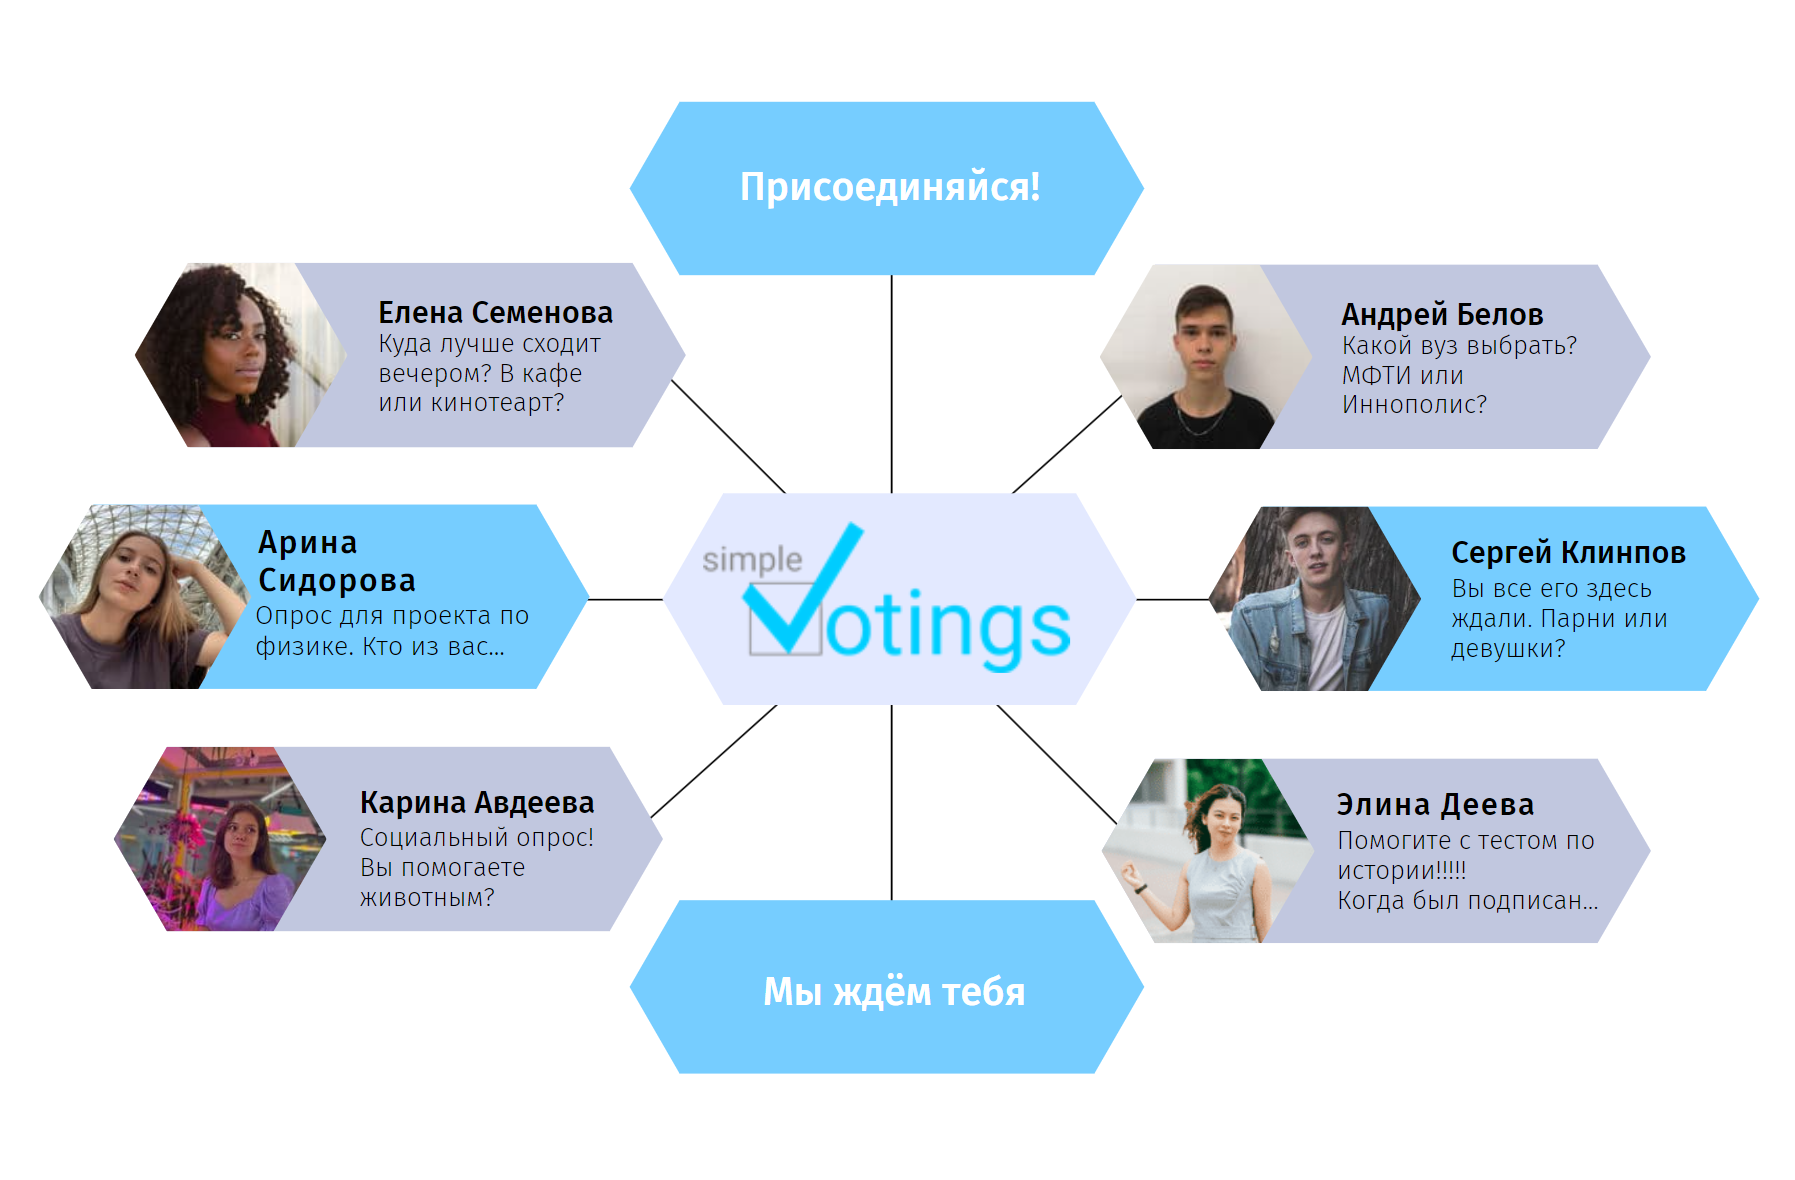 Присоединяйся!
Елена Семенова
Куда лучше сходит
вечером? В кафе
или кинотеарт?
Андрей Белов
Какой вуз выбрать?
МФТИ или
Иннополис?
Арина
Сидорова
Опрос для проекта по
физике. Кто из вас...
simple
Votings
Сергей Клинпов
Вы все его здесь
ждали. Парни или
девушки?
Карина Авдеева
Социальный опрос!
Вы помогаете
животным?
Элина Деева
Помогите с тестом по
истории!!!!!
Когда был подписан...
Мы ждём тебя